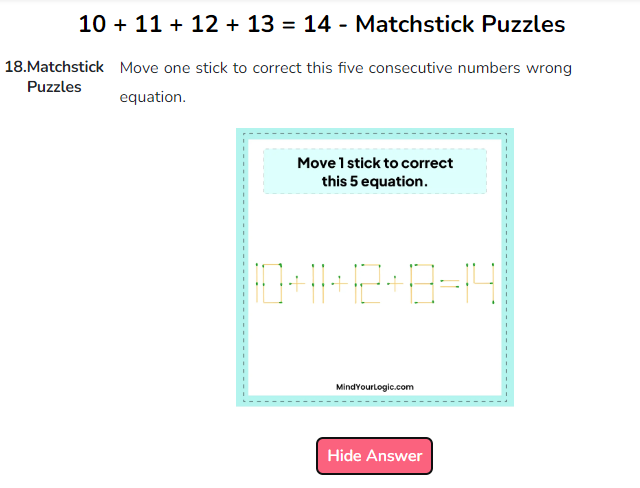 10 + 11 + 12 + 13 = 14 - Matchstick Puzzles
18.Matchstick Puzzles
Move one stick to correct this five consecutive numbers wrong
equation.
Move 1 stick to correct
this 5 equation.
10+11+12+13=14
MindYourLogic.com
Hide Answer